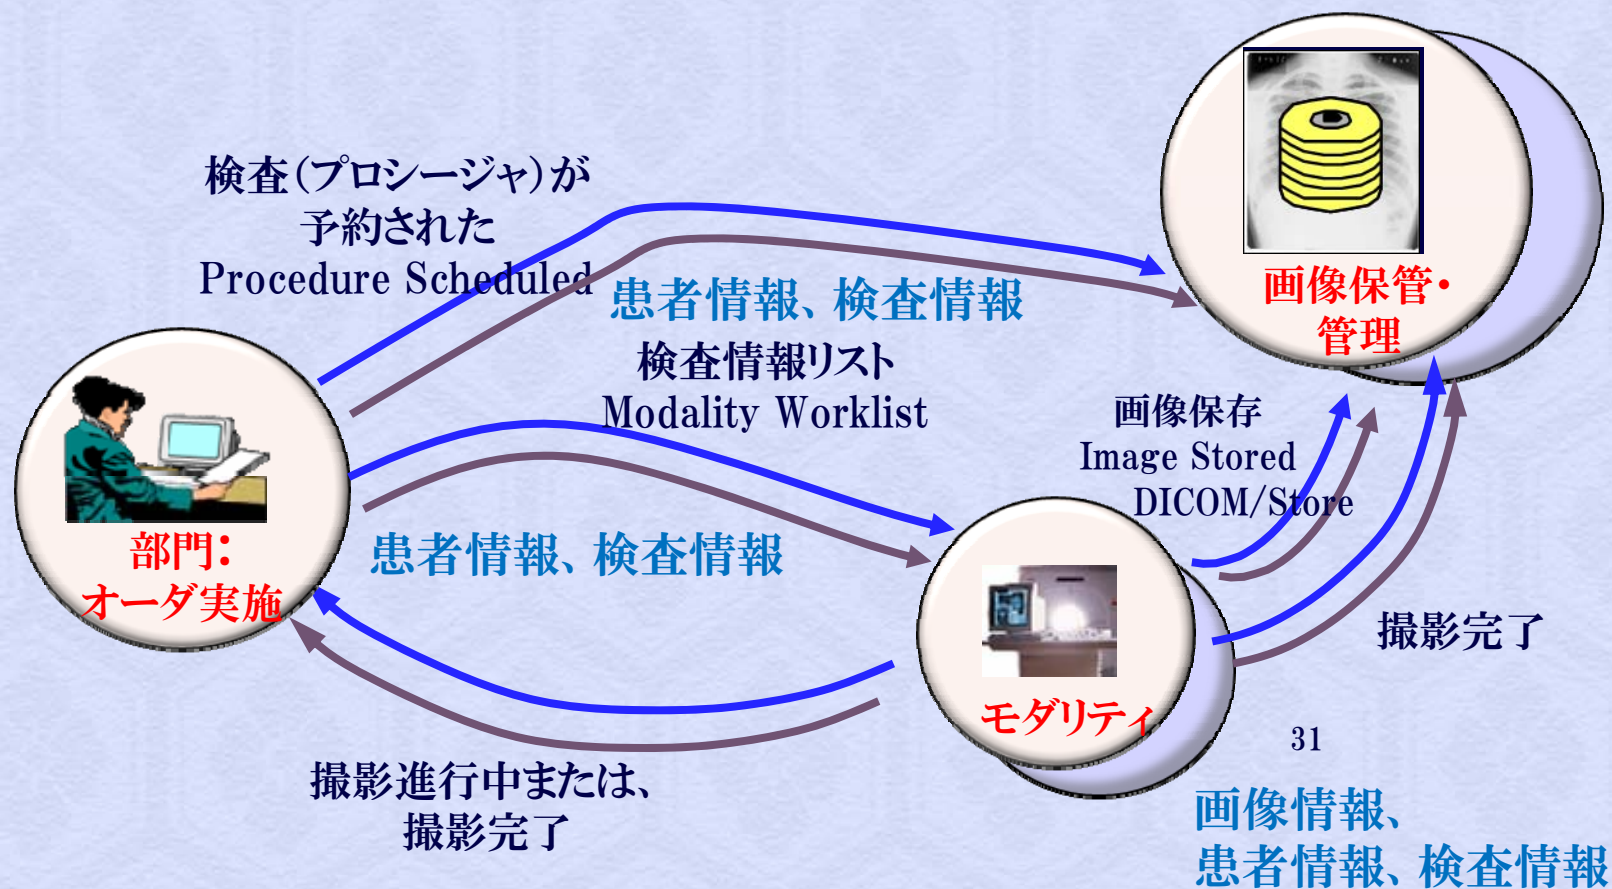 検査（プロシージャ）が
予約された
Procedure Scheduled
患者情報、検査情報
検査情報リスト
Modality Worklist
画像保管・
管理
画像保存
Image Stored
DICOM/Store
部門：
オーダ実施
患者情報、検査情報
撮影完了
モダリティ
31
撮影進行中または、
撮影完了
画像情報、
患者情報、検査情報